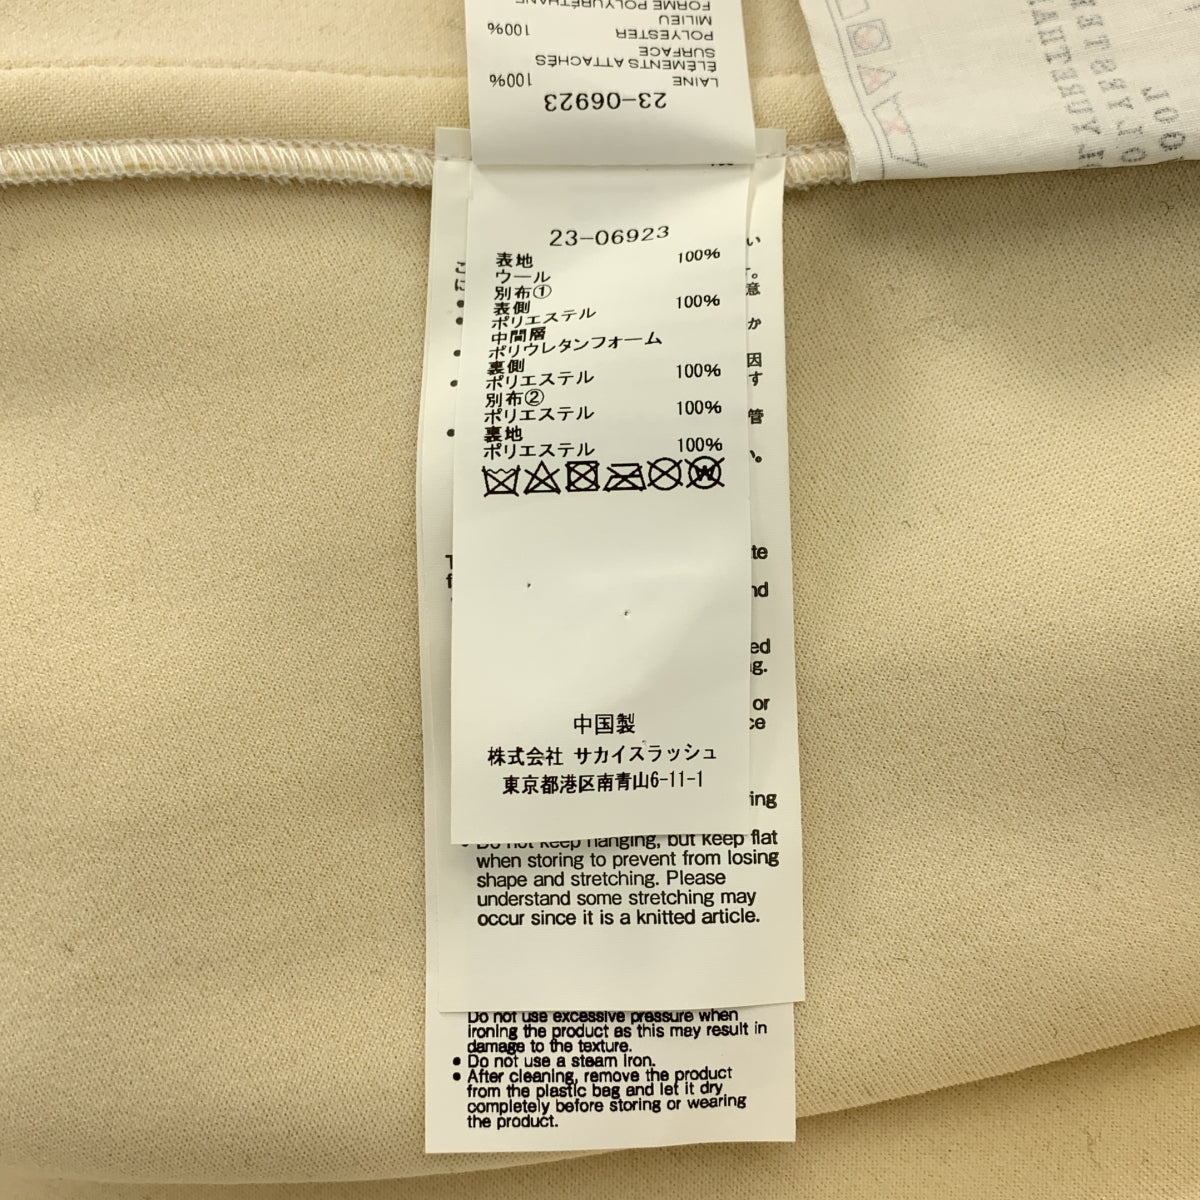 FORME POLYURÉTHANE
MILIEU
POLYESTER 100%
SURFACE
ÉLÉMENTS ATTACHÉS
LAINE 100%
23-06923
23-06923
表地
ウール 100%
別布①
表側
ポリエステル 100%
中間層
ポリウレタンフォーム
裏側
ポリエステル 100%
別布②
ポリエステル 100%
裏地
ポリエステル 100%
中国製
株式会社 サカイスラッシュ
東京都港区南青山6-11-1
• Do not keep hanging, but keep flat
when storing to prevent from losing
shape and stretching. Please
understand some stretching may
occur since it is a knitted article.
Do not use excessive pressure when
ironing the product as this may result in
damage to the texture.
• Do not use a steam iron.
• After cleaning, remove the product
from the plastic bag and let it dry
completely before storing or wearing
the product.